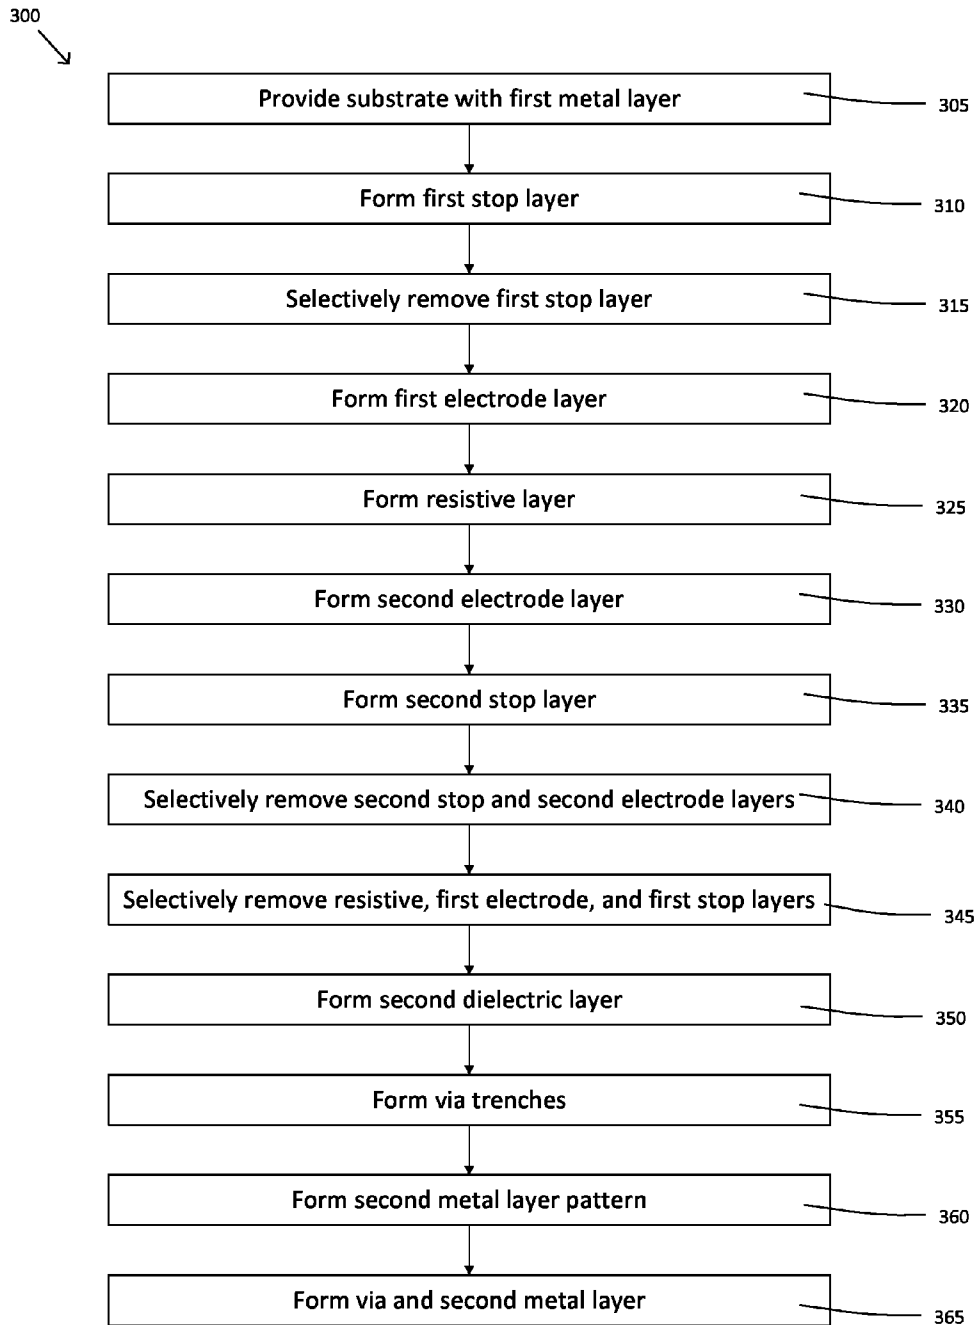 300
Provide substrate with first metal layer
305
Form first stop layer
310
Selectively remove first stop layer
315
Form first electrode layer
320
Form resistive layer
325
Form second electrode layer
330
Form second stop layer
335
Selectively remove second stop and second electrode layers
340
Selectively remove resistive, first electrode, and first stop layers
345
Form second dielectric layer
350
Form via trenches
355
Form second metal layer pattern
360
Form via and second metal layer
365